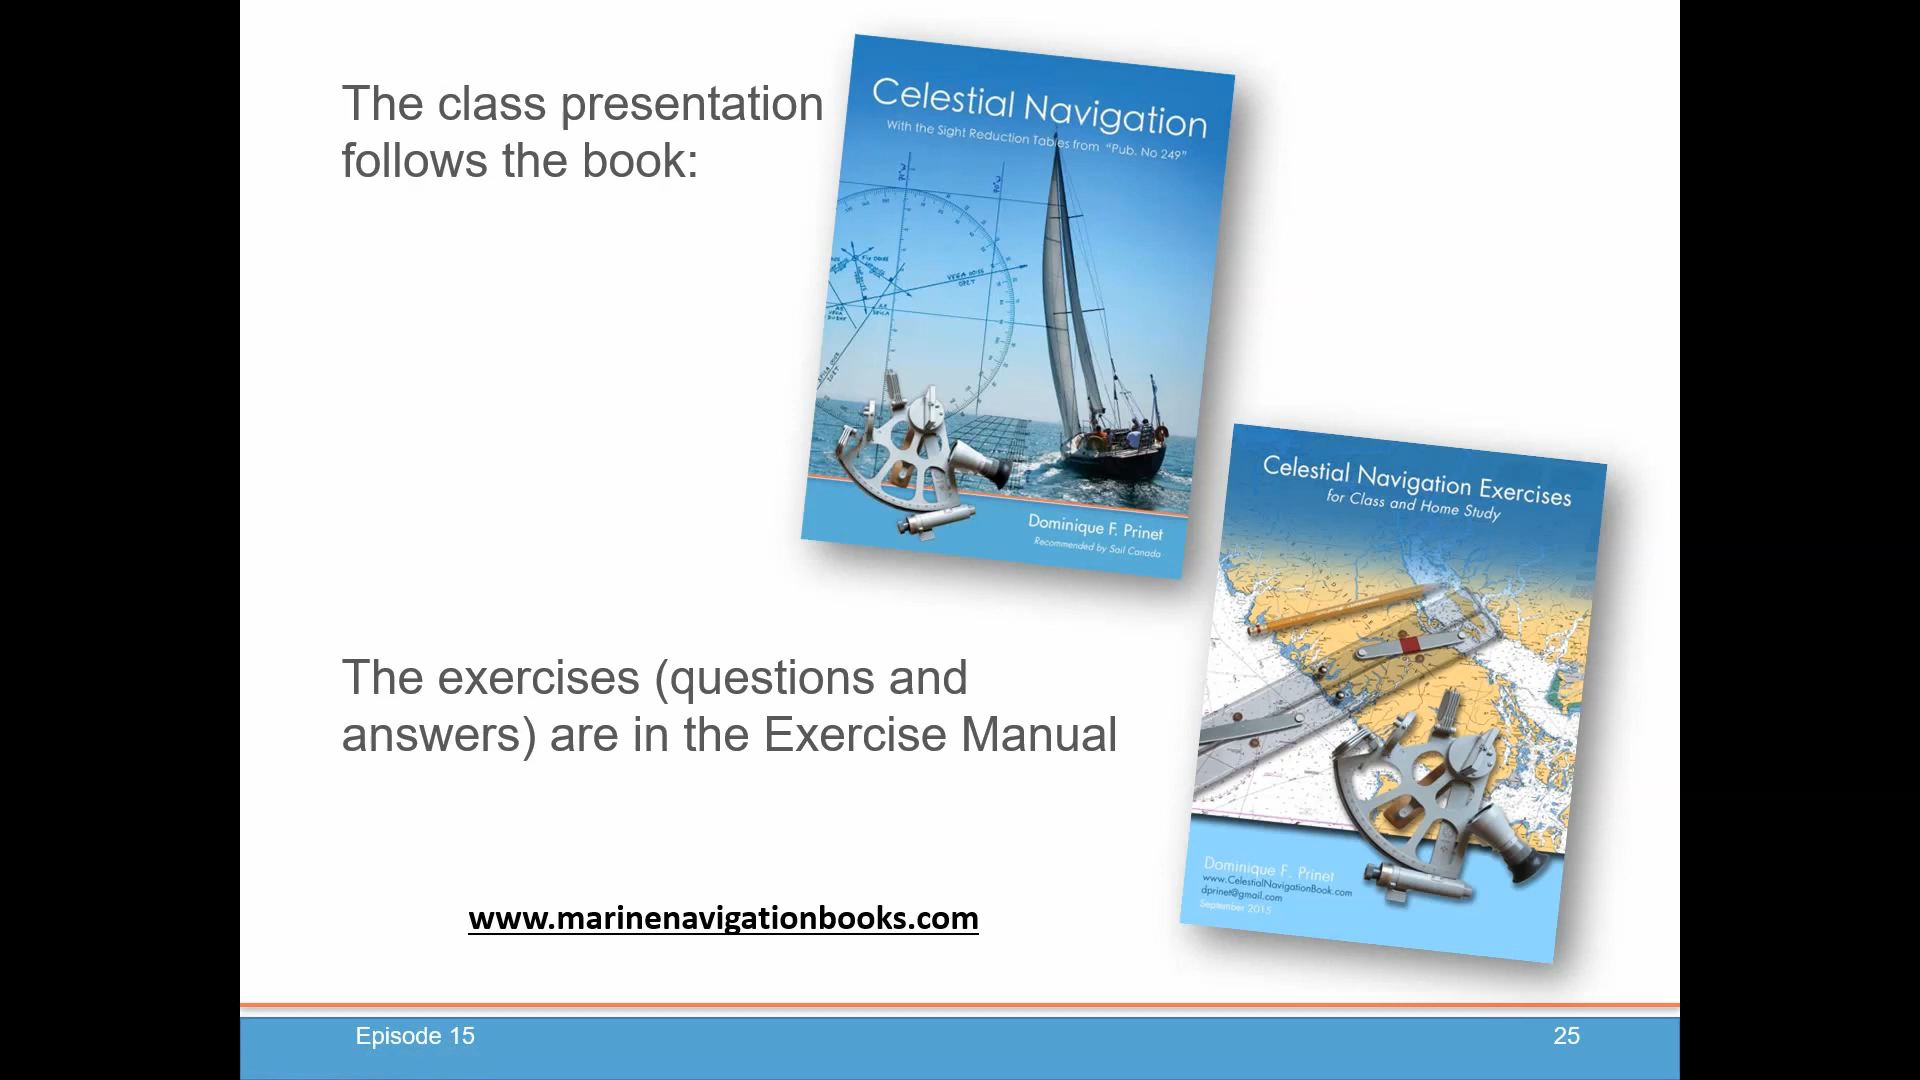 The class presentation
follows the book:
Celestial Navigation
With the Sight Reduction Tables from "Pub. No 249"
VEGA
Dominique F. Prinet
Recommended by Sail Canada
Celestial Navigation Exercises
for Class and Home Study
The exercises (questions and
answers) are in the Exercise Manual
Dominique F. Prinet
www.CelestialNavigationBook.com
dprinet@gmail.com
September 2015
www.marinenavigationbooks.com
Episode 15
25